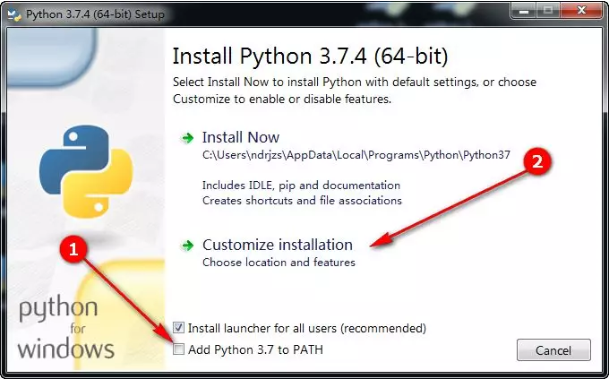 Python 3.7.4 (64-bit) Setup
Install Python 3.7.4 (64-bit)
Select Install Now to install Python with default settings, or choose
Customize to enable or disable features.
Install Now
C:\Users\ndrjzs\AppData\Local\Programs\Python\Python37
2
Includes IDLE, pip and documentation
Creates shortcuts and file associations
1
Customize installation
Choose location and features
python
for
windows
Install launcher for all users (recommended)
Add Python 3.7 to PATH
Cancel